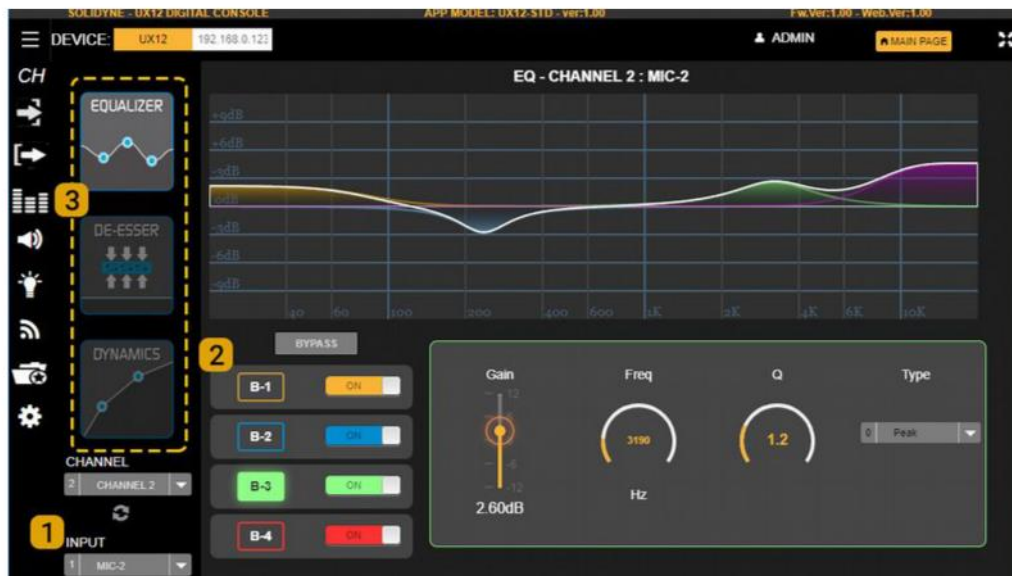 SOLIDYNE - UX12 DIGITAL CONSOLE APP MODEL: UX12-STD - ver:1.00 Fw.Ver:1.00 - Web.Ver:1.00
DEVICE: UX12 192.168.0.123 ADMIN MAIN PAGE
CH
EQ - CHANNEL 2 : MIC-2
EQUALIZER
3
DE-ESSER
DYNAMICS
CHANNEL
2 CHANNEL 2
1
INPUT
1 MIC-2
+9dB
+6dB
+3dB
0dB
-3dB
-6dB
-9dB
40 60 100 200 400 600 1K 2K 4K 6K 10K
BYPASS
2
B-1 ON
B-2 ON
B-3 ON
B-4 ON
Gain
12
6
-6
-12
2.60dB
Freq
3190
Hz
Q
1.2
Type
0 Peak